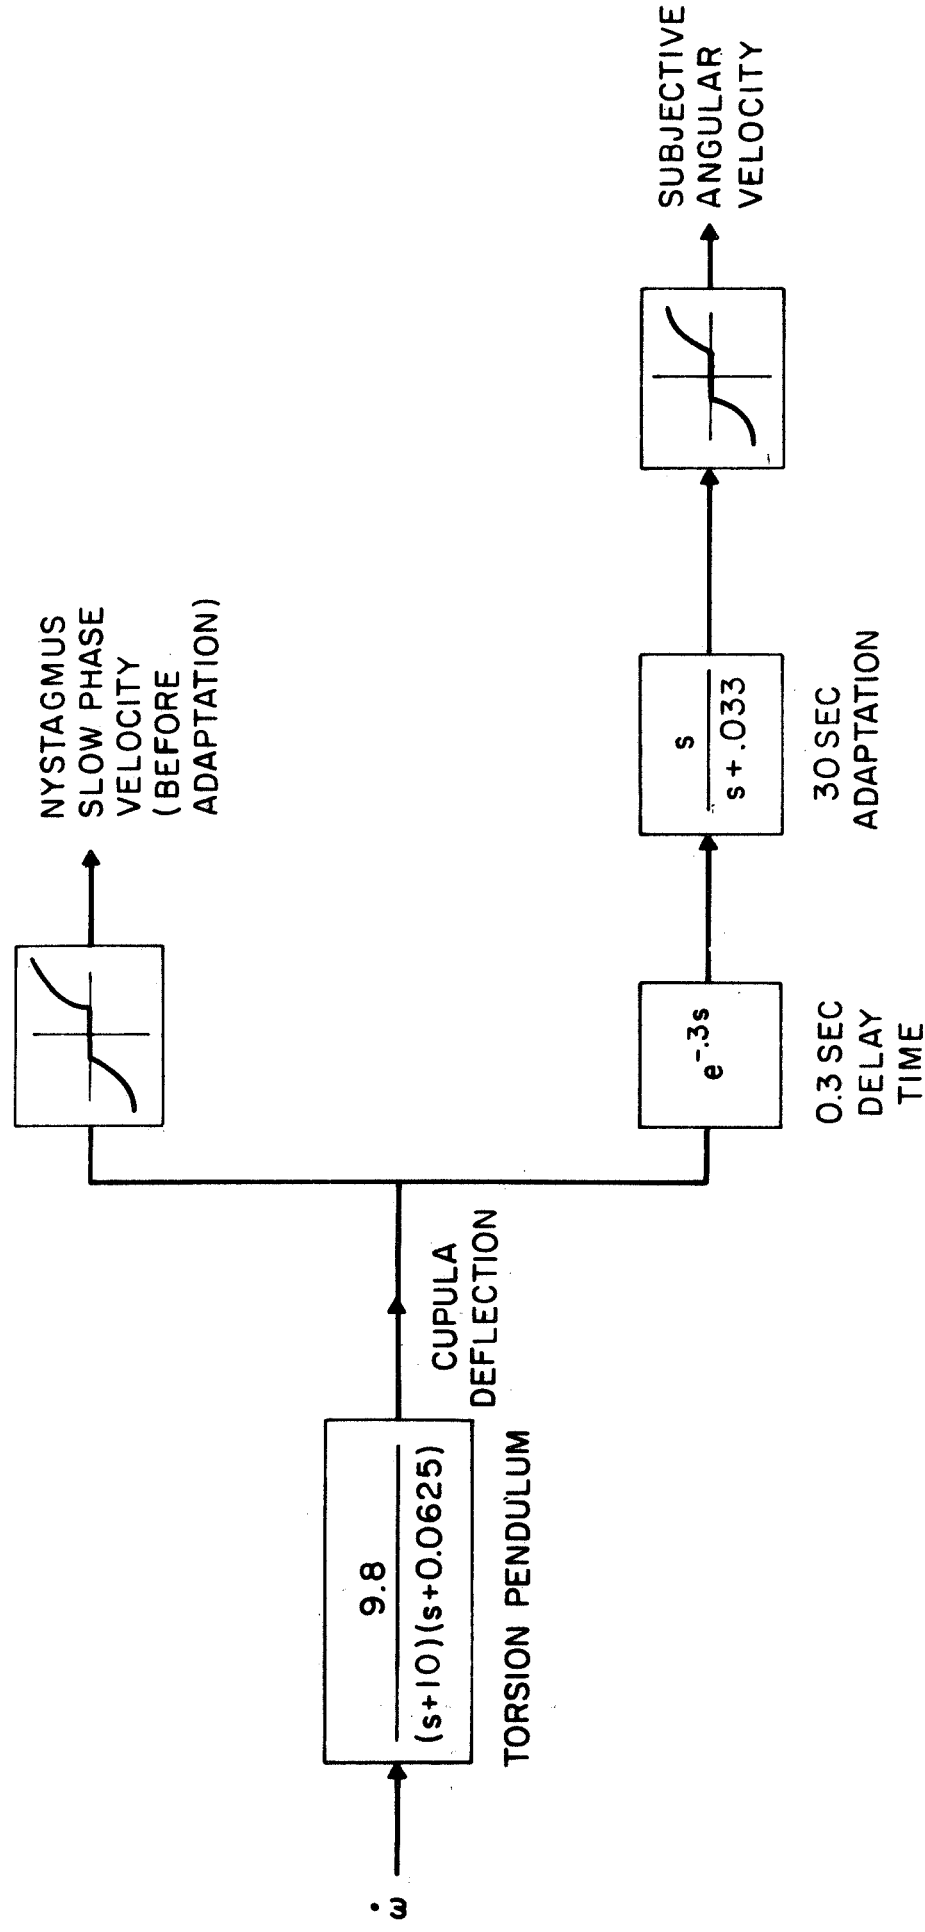 ω̇
9.8
(s+10)(s+0.0625)
TORSION PENDULUM
CUPULA
DEFLECTION
NYSTAGMUS
SLOW PHASE
VELOCITY
(BEFORE
ADAPTATION)
e^-.3s
0.3 SEC
DELAY
TIME
s
s+.033
30 SEC
ADAPTATION
SUBJECTIVE
ANGULAR
VELOCITY